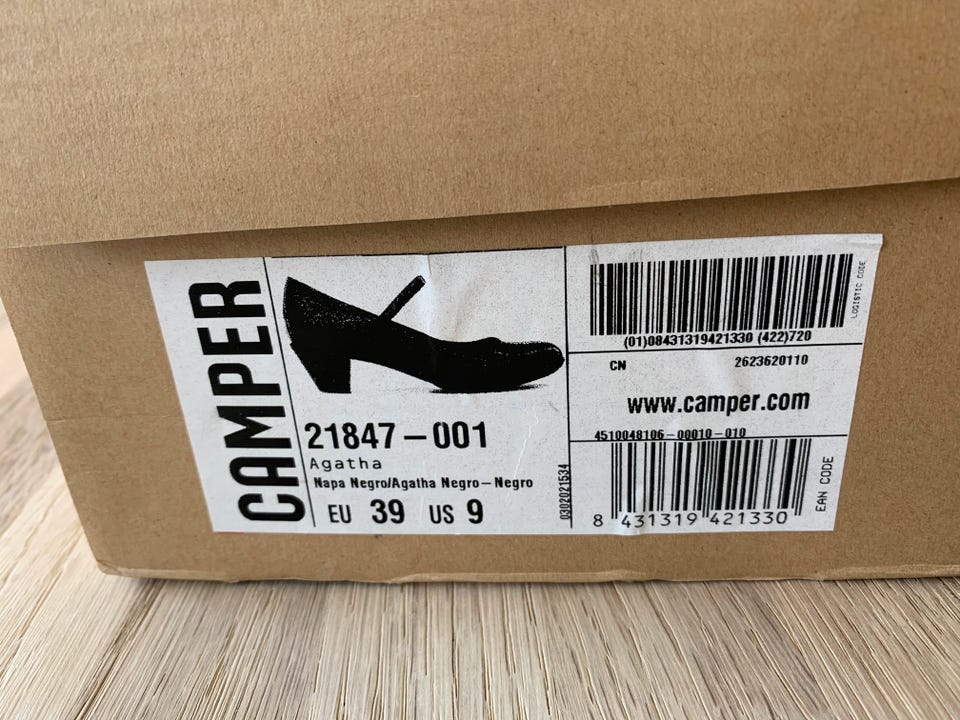 CAMPER
21847-001
Agatha
Napa Negro/Agatha Negro-Negro
EU 39 US 9
0302021534
(01)08431319421330 (422)720
LOGISTIC CODE
CN 2623620110
www.camper.com
4510048106-00010-010
8 431319 421330
EAN CODE